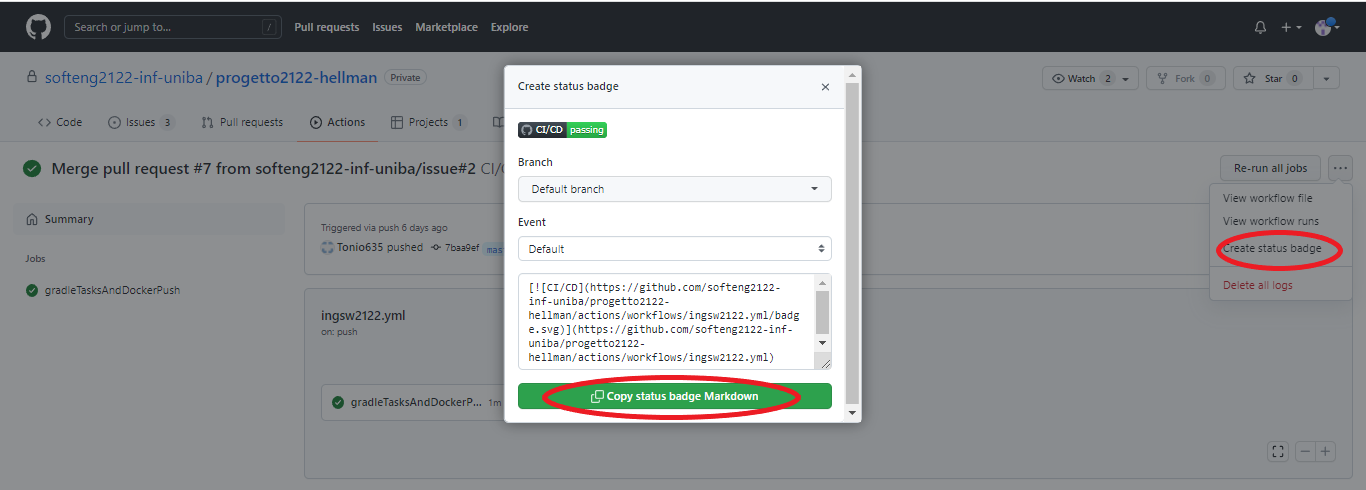 Search or jump to...
/
Pull requests
Issues
Marketplace
Explore
softeng2122-inf-uniba / progetto2122-hellman
Private
Watch 2
Fork 0
Star 0
Code
Issues 3
Pull requests
Actions
Projects 1
Merge pull request #7 from softeng2122-inf-uniba/issue#2
Re-run all jobs
...
View workflow file
View workflow runs
Create status badge
Delete all logs
Summary
Jobs
gradleTasksAndDockerPush
Triggered via push 6 days ago
Tonio635 pushed
7baa9ef
mas
ingsw2122.yml
on: push
gradleTasksAndDockerP...
1m
Create status badge
CI/CD passing
Branch
Default branch
Event
Default
[![CI/CD](https://github.com/softeng2122-
inf-uniba/progetto2122-
hellman/actions/workflows/ingsw2122.yml/badg
e.svg)](https://github.com/softeng2122-inf-
uniba/progetto2122-
hellman/actions/workflows/ingsw2122.yml)
Copy status badge Markdown